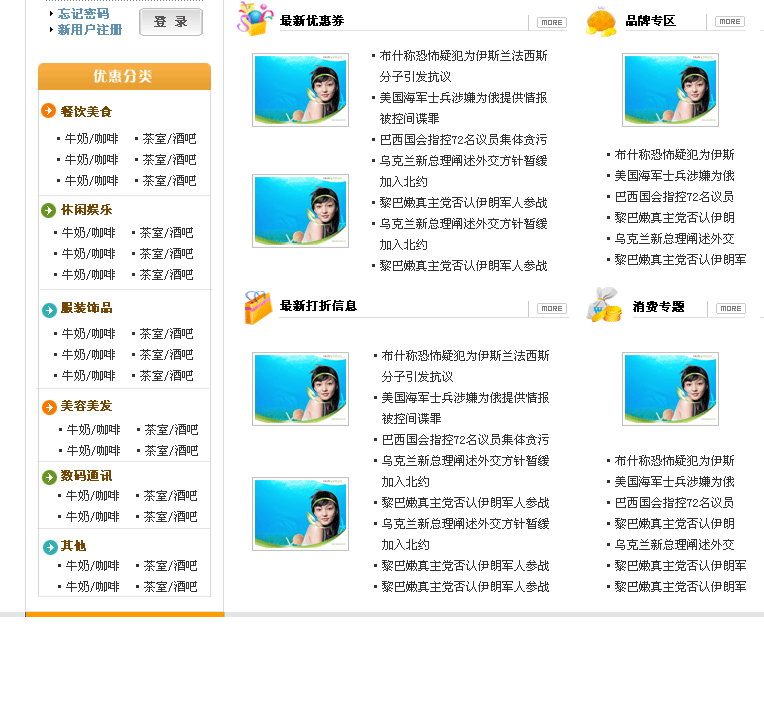 忘记密码
新用户注册
登 录
优惠分类
餐饮美食
牛奶/咖啡 茶室/酒吧
牛奶/咖啡 茶室/酒吧
牛奶/咖啡 茶室/酒吧
休闲娱乐
牛奶/咖啡 茶室/酒吧
牛奶/咖啡 茶室/酒吧
牛奶/咖啡 茶室/酒吧
服装饰品
牛奶/咖啡 茶室/酒吧
牛奶/咖啡 茶室/酒吧
牛奶/咖啡 茶室/酒吧
美容美发
牛奶/咖啡 茶室/酒吧
牛奶/咖啡 茶室/酒吧
数码通讯
牛奶/咖啡 茶室/酒吧
牛奶/咖啡 茶室/酒吧
其他
牛奶/咖啡 茶室/酒吧
牛奶/咖啡 茶室/酒吧
最新优惠券 MORE
布什称恐怖疑犯为伊斯兰法西斯
分子引发抗议
美国海军士兵涉嫌为俄提供情报
被控间谍罪
巴西国会指控72名议员集体贪污
乌克兰新总理阐述外交方针暂缓
加入北约
黎巴嫩真主党否认伊朗军人参战
乌克兰新总理阐述外交方针暂缓
加入北约
黎巴嫩真主党否认伊朗军人参战
品牌专区 MORE
布什称恐怖疑犯为伊斯
美国海军士兵涉嫌为俄
巴西国会指控72名议员
黎巴嫩真主党否认伊朗
乌克兰新总理阐述外交
黎巴嫩真主党否认伊朗军
最新打折信息 MORE
布什称恐怖疑犯为伊斯兰法西斯
分子引发抗议
美国海军士兵涉嫌为俄提供情报
被控间谍罪
巴西国会指控72名议员集体贪污
乌克兰新总理阐述外交方针暂缓
加入北约
黎巴嫩真主党否认伊朗军人参战
乌克兰新总理阐述外交方针暂缓
加入北约
黎巴嫩真主党否认伊朗军人参战
黎巴嫩真主党否认伊朗军人参战
消费专题 MORE
布什称恐怖疑犯为伊斯
美国海军士兵涉嫌为俄
巴西国会指控72名议员
黎巴嫩真主党否认伊朗
乌克兰新总理阐述外交
黎巴嫩真主党否认伊朗军
黎巴嫩真主党否认伊朗军